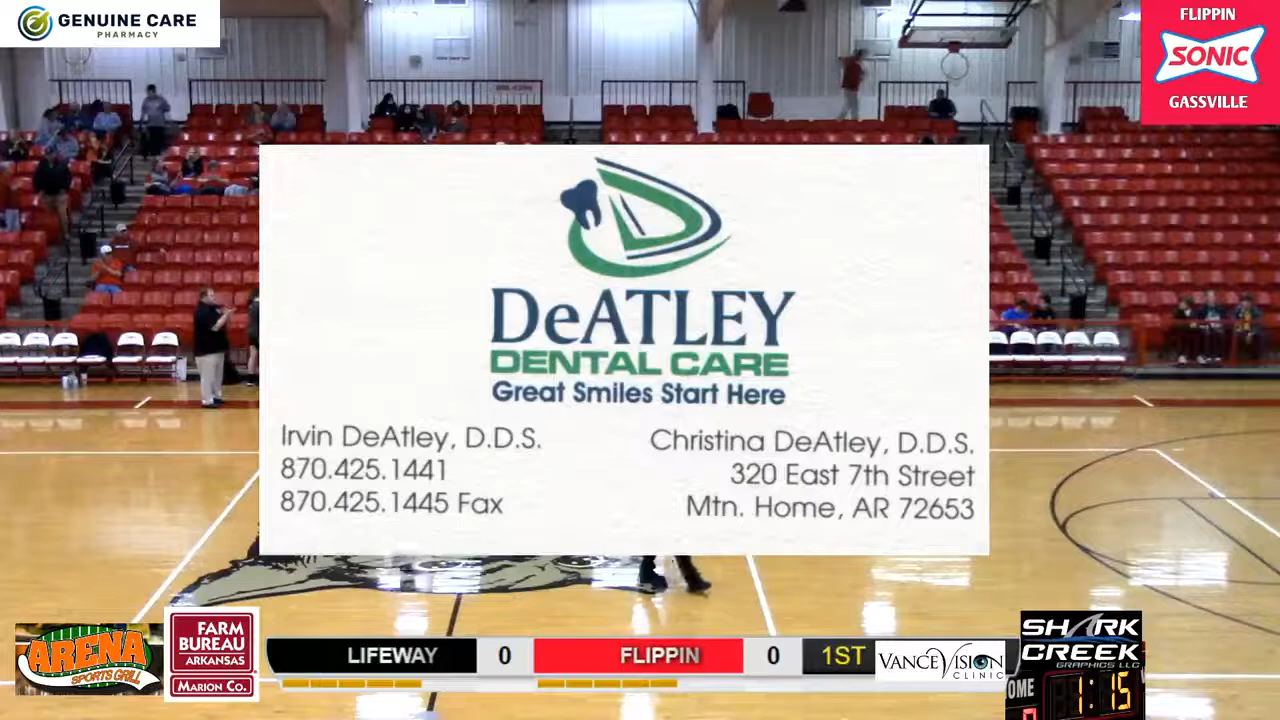 GENUINE CARE
PHARMACY
FLIPPIN
SONIC
GASSVILLE
DeATLEY
DENTAL CARE
Great Smiles Start Here
Irvin DeAtley, D.D.S.
870.425.1441
870.425.1445 Fax
Christina DeAtley, D.D.S.
320 East 7th Street
Mtn. Home, AR 72653
ARENA
SPORTS GRILL
FARM
BUREAU
ARKANSAS
MARION CO.
LIFEWAY 0 FLIPPIN 0 1ST
VANCE VISION
CLINIC
SHARK
CREEK
GRAPHICS LLC
OME
1:15